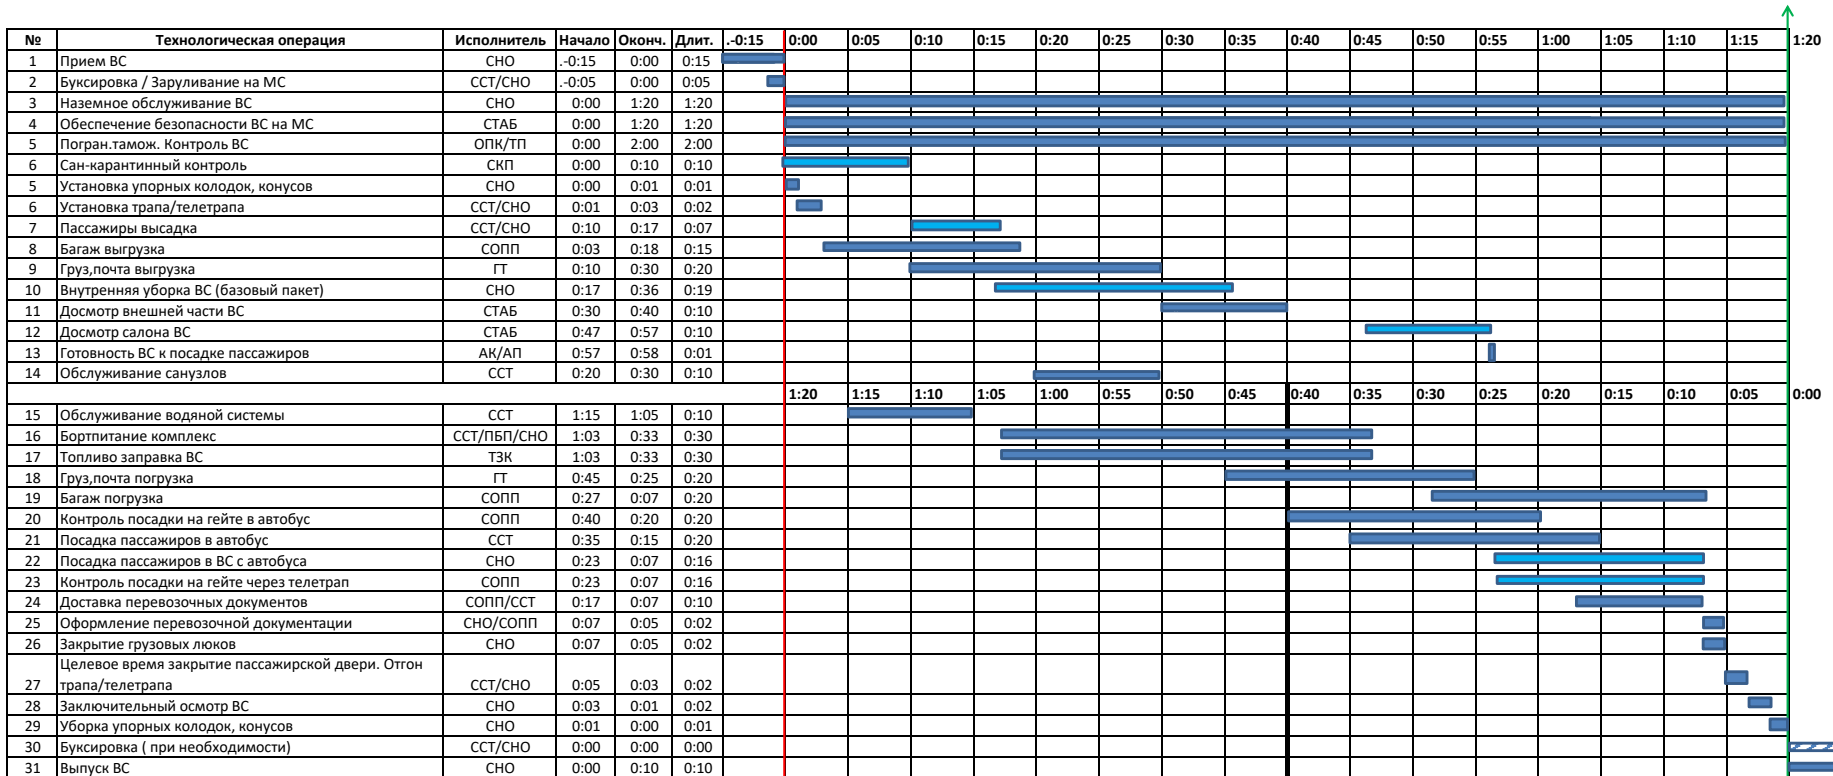 № Технологическая операция Исполнитель Начало Оконч. Длит. .-0:15 0:00 0:05 0:10 0:15 0:20 0:25 0:30 0:35 0:40 0:45 0:50 0:55 1:00 1:05 1:10 1:15 1:20
1 Прием ВС СНО .-0:15 0:00 0:15
2 Буксировка / Заруливание на МС ССТ/СНО .-0:05 0:00 0:05
3 Наземное обслуживание ВС СНО 0:00 1:20 1:20
4 Обеспечение безопасности ВС на МС СТАБ 0:00 1:20 1:20
5 Погран.тамож. Контроль ВС ОПК/ТП 0:00 2:00 2:00
6 Сан-карантинный контроль СКП 0:00 0:10 0:10
5 Установка упорных колодок, конусов СНО 0:00 0:01 0:01
6 Установка трапа/телетрапа ССТ/СНО 0:01 0:03 0:02
7 Пассажиры высадка ССТ/СНО 0:10 0:17 0:07
8 Багаж выгрузка СОПП 0:03 0:18 0:15
9 Груз,почта выгрузка ГТ 0:10 0:30 0:20
10 Внутренняя уборка ВС (базовый пакет) СНО 0:17 0:36 0:19
11 Досмотр внешней части ВС СТАБ 0:30 0:40 0:10
12 Досмотр салона ВС СТАБ 0:47 0:57 0:10
13 Готовность ВС к посадке пассажиров АК/АП 0:57 0:58 0:01
14 Обслуживание санузлов ССТ 0:20 0:30 0:10
1:20 1:15 1:10 1:05 1:00 0:55 0:50 0:45 0:40 0:35 0:30 0:25 0:20 0:15 0:10 0:05 0:00
15 Обслуживание водяной системы ССТ 1:15 1:05 0:10
16 Бортпитание комплекс ССТ/ПБП/СНО 1:03 0:33 0:30
17 Топливо заправка ВС ТЗК 1:03 0:33 0:30
18 Груз,почта погрузка ГТ 0:45 0:25 0:20
19 Багаж погрузка СОПП 0:27 0:07 0:20
20 Контроль посадки на гейте в автобус СОПП 0:40 0:20 0:20
21 Посадка пассажиров в автобус ССТ 0:35 0:15 0:20
22 Посадка пассажиров в ВС с автобуса СНО 0:23 0:07 0:16
23 Контроль посадки на гейте через телетрап СОПП 0:23 0:07 0:16
24 Доставка перевозочных документов СОПП/ССТ 0:17 0:07 0:10
25 Оформление перевозочной документации СНО/СОПП 0:07 0:05 0:02
26 Закрытие грузовых люков СНО 0:07 0:05 0:02
Целевое время закрытие пассажирской двери. Отгон
27 трапа/телетрапа ССТ/СНО 0:05 0:03 0:02
28 Заключительный осмотр ВС СНО 0:03 0:01 0:02
29 Уборка упорных колодок, конусов СНО 0:01 0:00 0:01
30 Буксировка ( при необходимости) ССТ/СНО 0:00 0:00 0:00
31 Выпуск ВС СНО 0:00 0:10 0:10